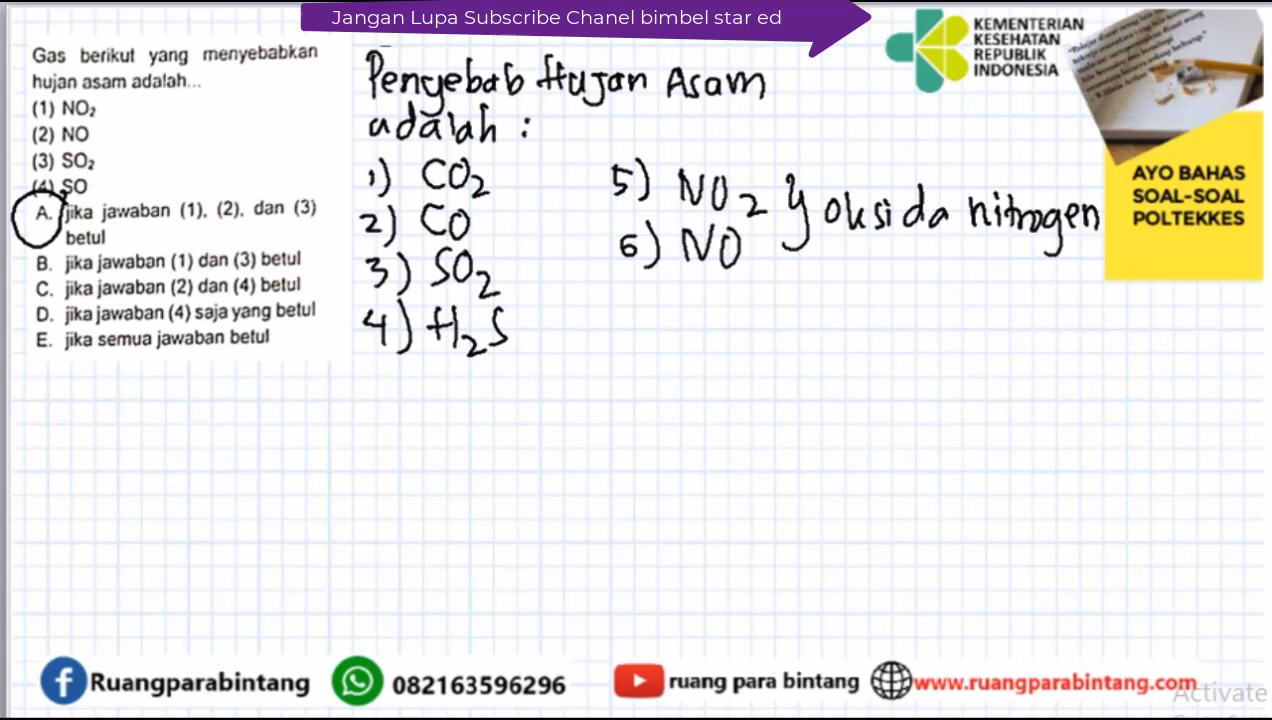 Jangan Lupa Subscribe Chanel bimbel star ed
KEMENTERIAN
KESEHATAN
REPUBLIK
INDONESIA
Gas berikut yang menyebabkan
hujan asam adalah...
(1) NO₂
(2) NO
(3) SO₂
(4) SO
A. jika jawaban (1), (2), dan (3)
betul
B. jika jawaban (1) dan (3) betul
C. jika jawaban (2) dan (4) betul
D. jika jawaban (4) saja yang betul
E. jika semua jawaban betul
Penyebab Hujan Asam
adalah :
1) CO₂
2) CO
3) SO₂
4) H₂S
5) NO₂
6) NO
oksida nitrogen
AYO BAHAS
SOAL-SOAL
POLTEKKES
Ruangparabintang
082163596296
ruang para bintang
www.ruangparabintang.com
Activate